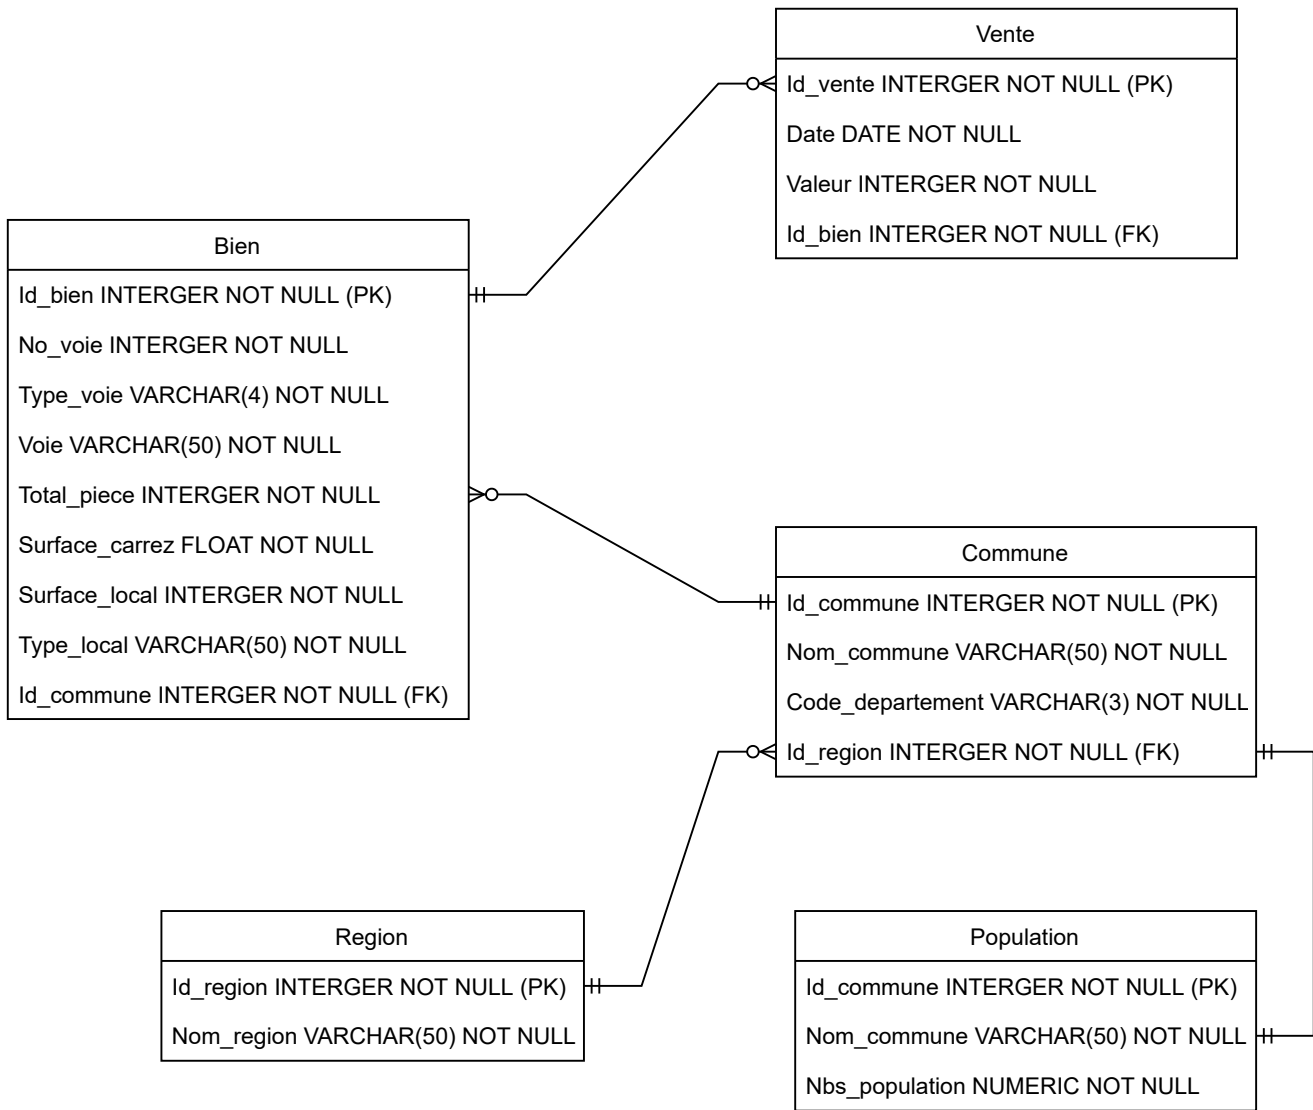 Vente
Id_vente INTERGER NOT NULL (PK)
Date DATE NOT NULL
Valeur INTERGER NOT NULL
Id_bien INTERGER NOT NULL (FK)
Bien
Id_bien INTERGER NOT NULL (PK)
No_voie INTERGER NOT NULL
Type_voie VARCHAR(4) NOT NULL
Voie VARCHAR(50) NOT NULL
Total_piece INTERGER NOT NULL
Surface_carrez FLOAT NOT NULL
Surface_local INTERGER NOT NULL
Type_local VARCHAR(50) NOT NULL
Id_commune INTERGER NOT NULL (FK)
Commune
Id_commune INTERGER NOT NULL (PK)
Nom_commune VARCHAR(50) NOT NULL
Code_departement VARCHAR(3) NOT NULL
Id_region INTERGER NOT NULL (FK)
Region
Id_region INTERGER NOT NULL (PK)
Nom_region VARCHAR(50) NOT NULL
Population
Id_commune INTERGER NOT NULL (PK)
Nom_commune VARCHAR(50) NOT NULL
Nbs_population NUMERIC NOT NULL